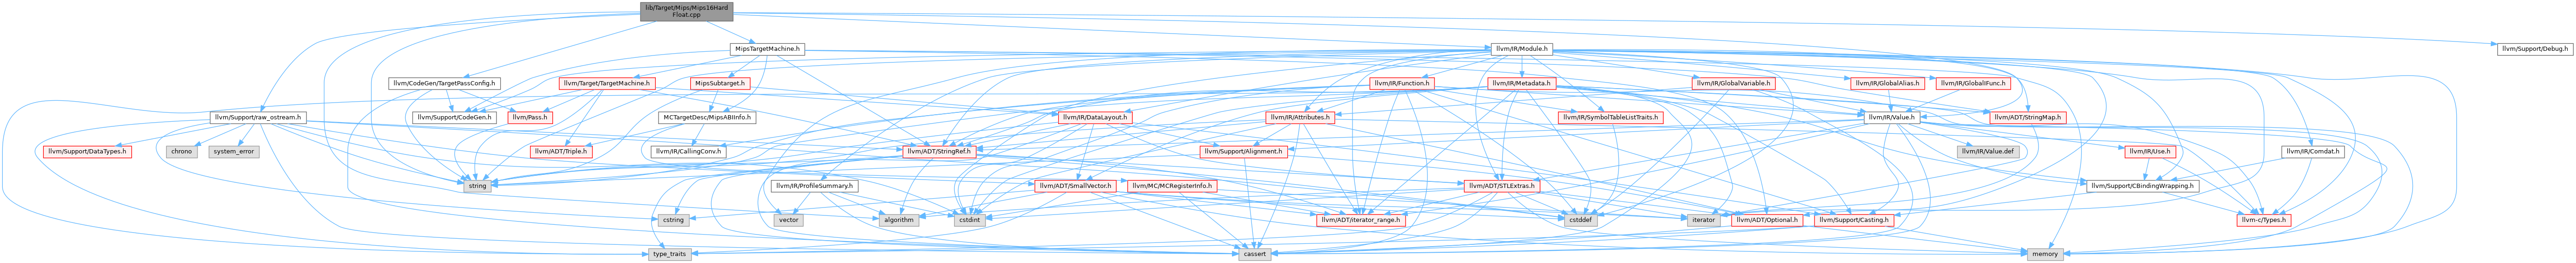 lib/Target/Mips/Mips16Hard
Float.cpp
MipsTargetMachine.h
llvm/IR/Module.h
llvm/Support/Debug.h
llvm/CodeGen/TargetPassConfig.h
llvm/Target/TargetMachine.h
MipsSubtarget.h
llvm/IR/Function.h
llvm/IR/Metadata.h
llvm/IR/GlobalVariable.h
llvm/IR/GlobalAlias.h
llvm/IR/GlobalIFunc.h
llvm/Support/raw_ostream.h
llvm/Support/CodeGen.h
llvm/Pass.h
MCTargetDesc/MipsABIInfo.h
llvm/IR/DataLayout.h
llvm/IR/Attributes.h
llvm/IR/SymbolTableListTraits.h
llvm/IR/Value.h
llvm/ADT/StringMap.h
llvm/Support/DataTypes.h
chrono
system_error
llvm/ADT/Triple.h
llvm/IR/CallingConv.h
llvm/ADT/StringRef.h
llvm/Support/Alignment.h
llvm/IR/Value.def
llvm/IR/Use.h
llvm/IR/Comdat.h
string
llvm/IR/ProfileSummary.h
llvm/ADT/SmallVector.h
llvm/MC/MCRegisterInfo.h
llvm/ADT/STLExtras.h
llvm/Support/CBindingWrapping.h
cstring
vector
algorithm
cstdint
llvm/ADT/iterator_range.h
cstddef
iterator
llvm/ADT/Optional.h
llvm/Support/Casting.h
llvm-c/Types.h
type_traits
cassert
memory